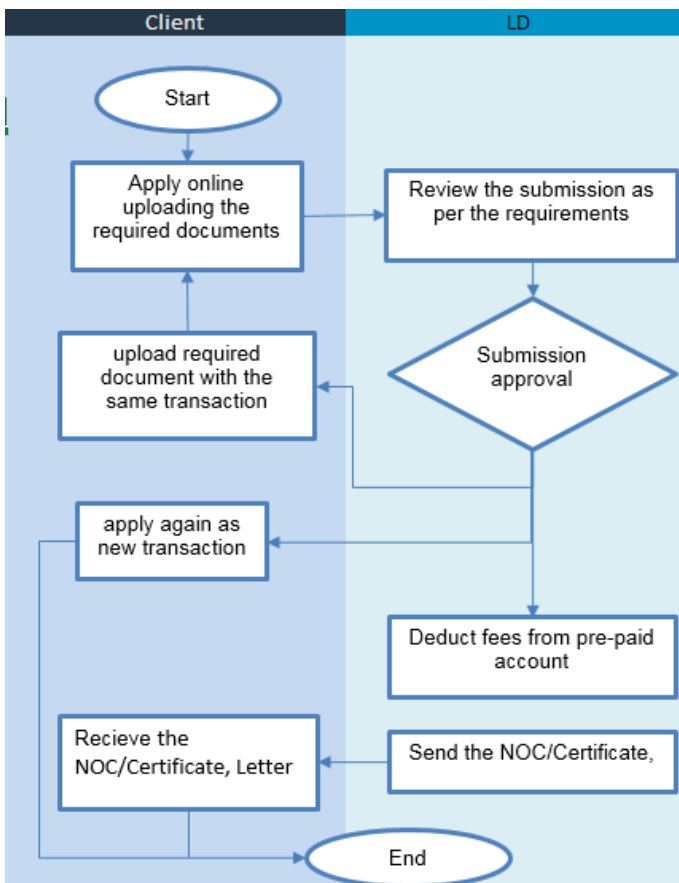 Client
LD
Start
Apply online
uploading the
required documents
Review the submission as
per the requirements
Submission
approval
upload required
document with the
same transaction
apply again as
new transaction
Deduct fees from pre-paid
account
Send the NOC/Certificate,
Recieve the
NOC/Certificate, Letter
End